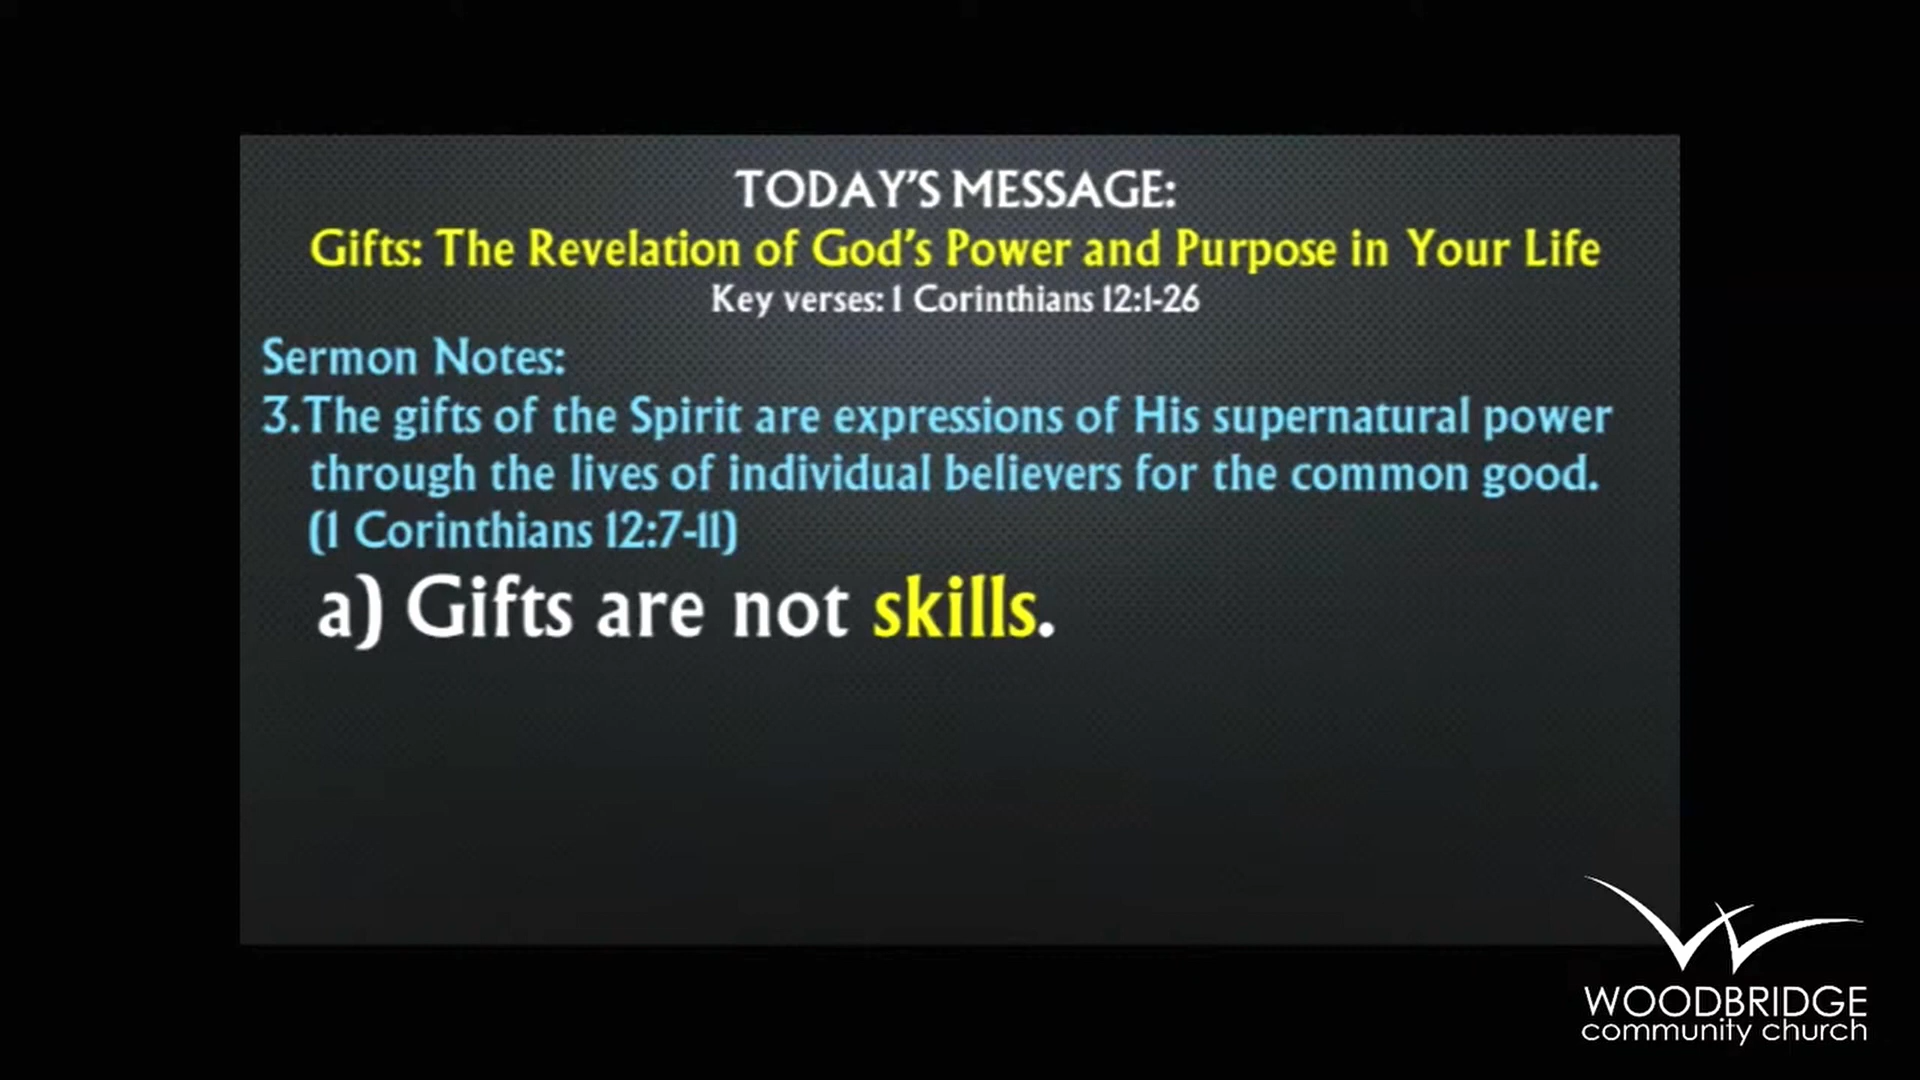 TODAY'S MESSAGE:
Gifts: The Revelation of God's Power and Purpose in Your Life
Key verses: 1 Corinthians 12:1-26
Sermon Notes:
3.The gifts of the Spirit are expressions of His supernatural power
through the lives of individual believers for the common good.
(1 Corinthians 12:7-11)
a) Gifts are not skills.
WOODBRIDGE
community church